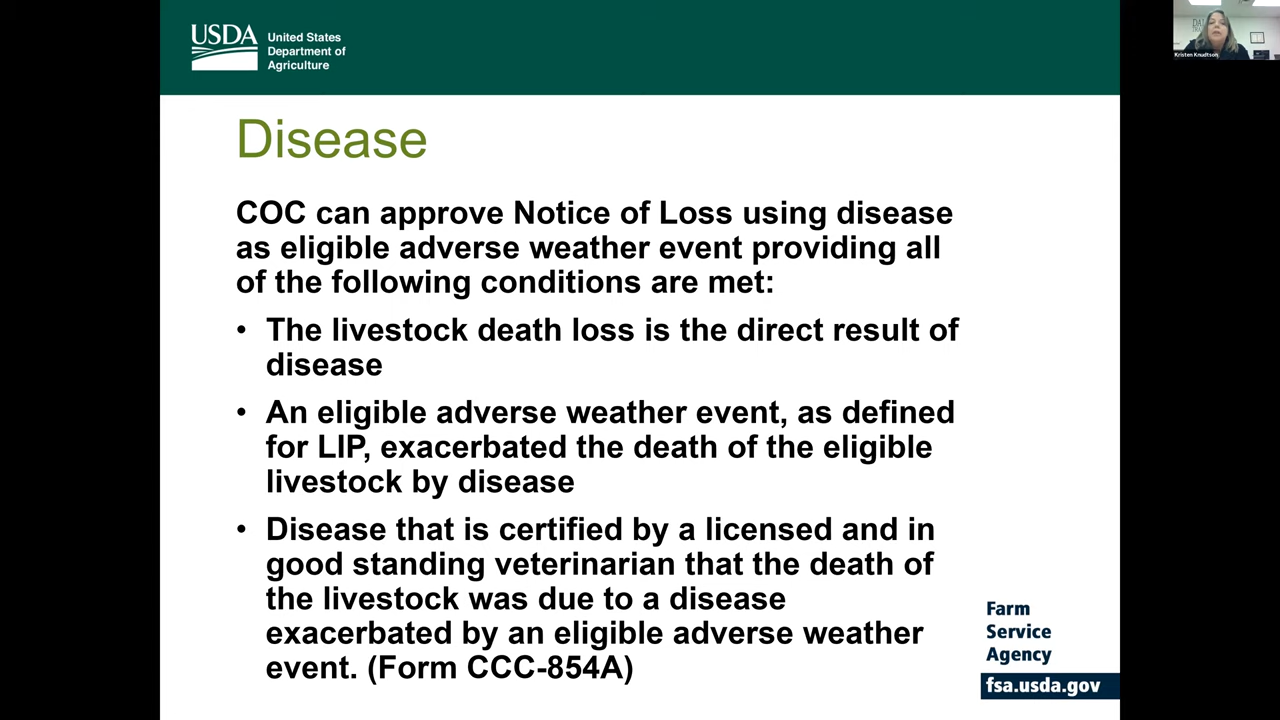 USDA
United States
Department of
Agriculture
Kristen Knudtson
Disease
COC can approve Notice of Loss using disease
as eligible adverse weather event providing all
of the following conditions are met:
• The livestock death loss is the direct result of
disease
• An eligible adverse weather event, as defined
for LIP, exacerbated the death of the eligible
livestock by disease
• Disease that is certified by a licensed and in
good standing veterinarian that the death of
the livestock was due to a disease
exacerbated by an eligible adverse weather
event. (Form CCC-854A)
Farm
Service
Agency
fsa.usda.gov